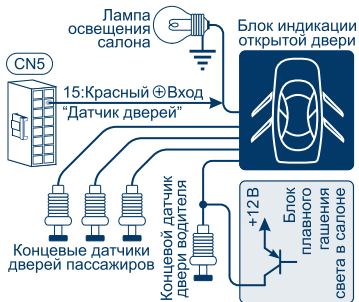 Лампа
освещения
салона
Блок индикации
открытой двери
CN5
15:Красный ⊕Вход
“Датчик дверей”
Концевые датчики
дверей пассажиров
Концевой датчик
двери водителя
+12 В
Блок
плавного
гашения
света в салоне